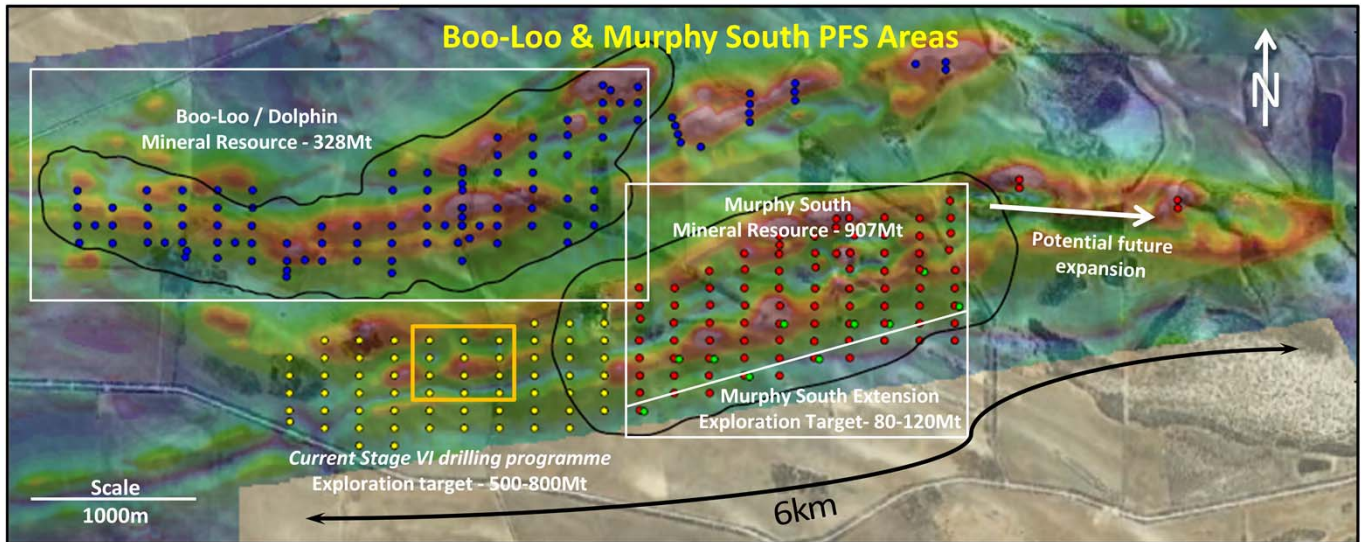 Boo-Loo & Murphy South PFS Areas
N
Boo-Loo / Dolphin
Mineral Resource - 328Mt
Murphy South
Mineral Resource - 907Mt
Potential future
expansion
Murphy South Extension
Exploration Target- 80-120Mt
Current Stage VI drilling programme
Exploration target - 500-800Mt
Scale
1000m
6km